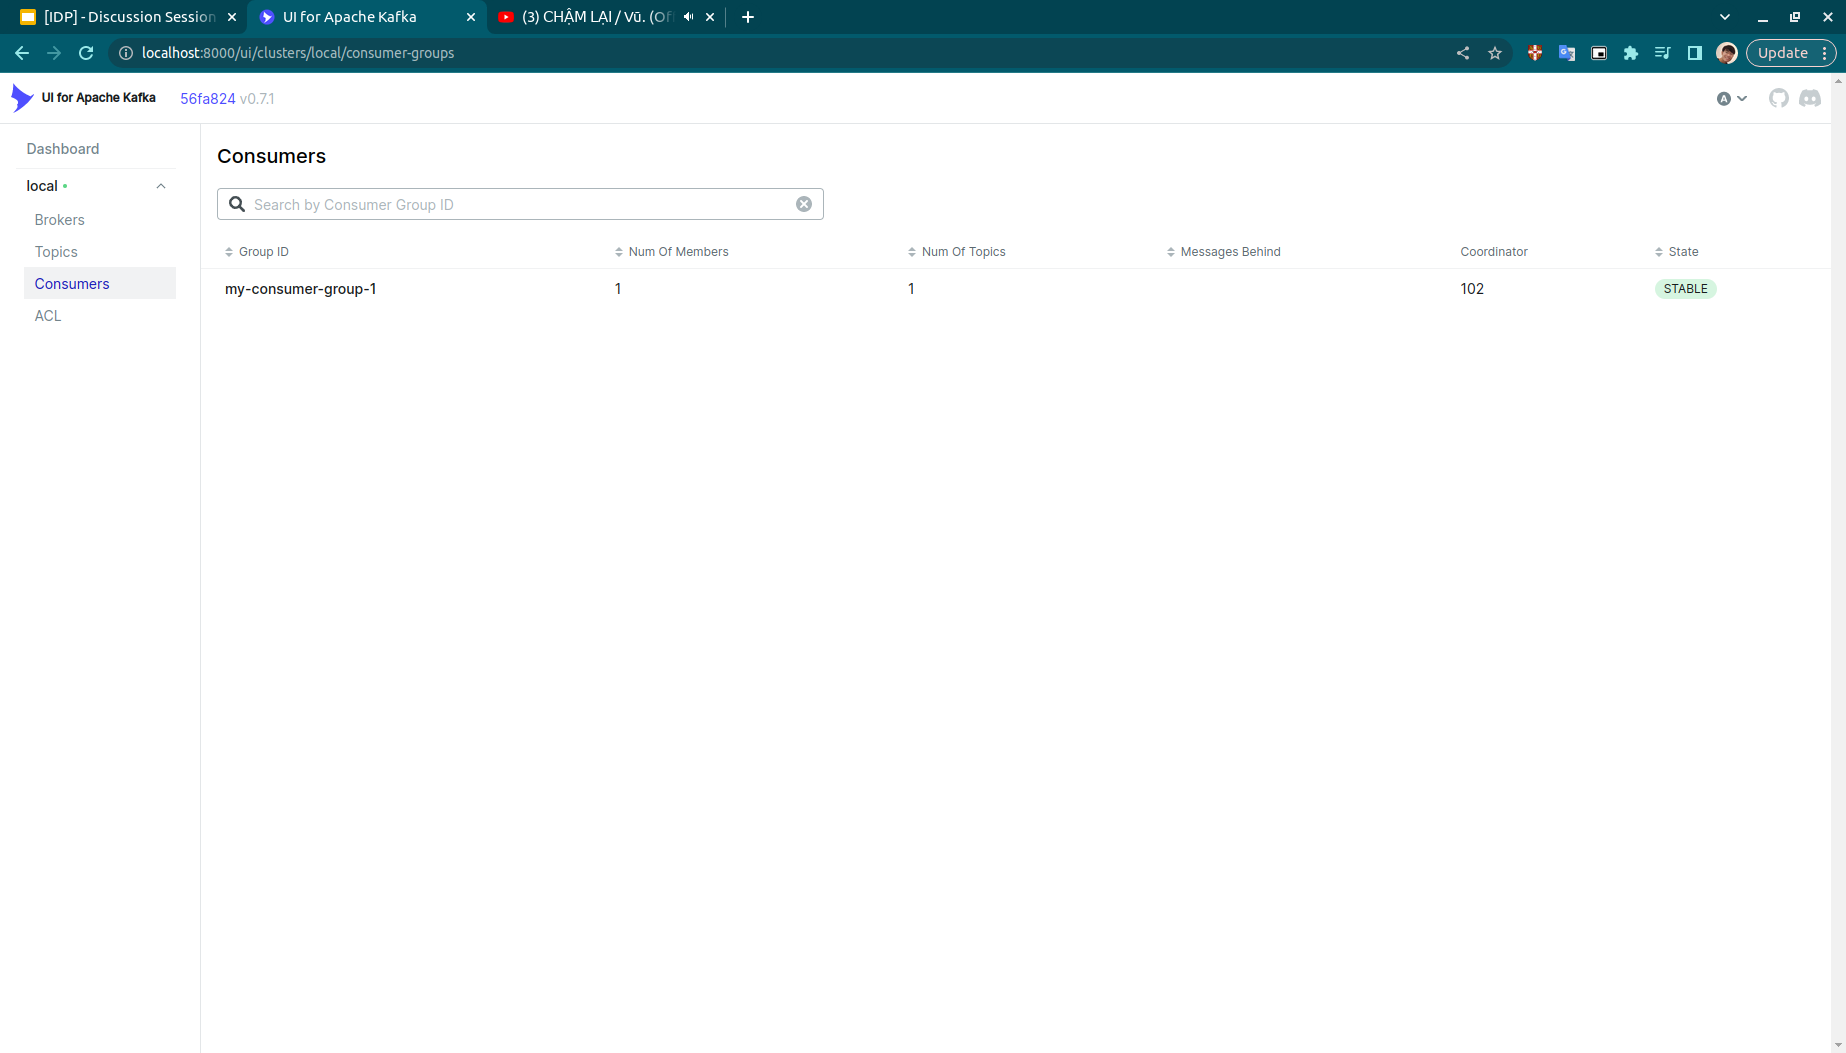 [IDP] - Discussion Session
UI for Apache Kafka
(3) CHẬM LẠI / Vũ. (Of
localhost:8000/ui/clusters/local/consumer-groups
Update
UI for Apache Kafka
56fa824 v0.7.1
A
Dashboard
local
Brokers
Topics
Consumers
ACL
Consumers
Search by Consumer Group ID
Group ID Num Of Members Num Of Topics Messages Behind Coordinator State
my-consumer-group-1 1 1 102 STABLE